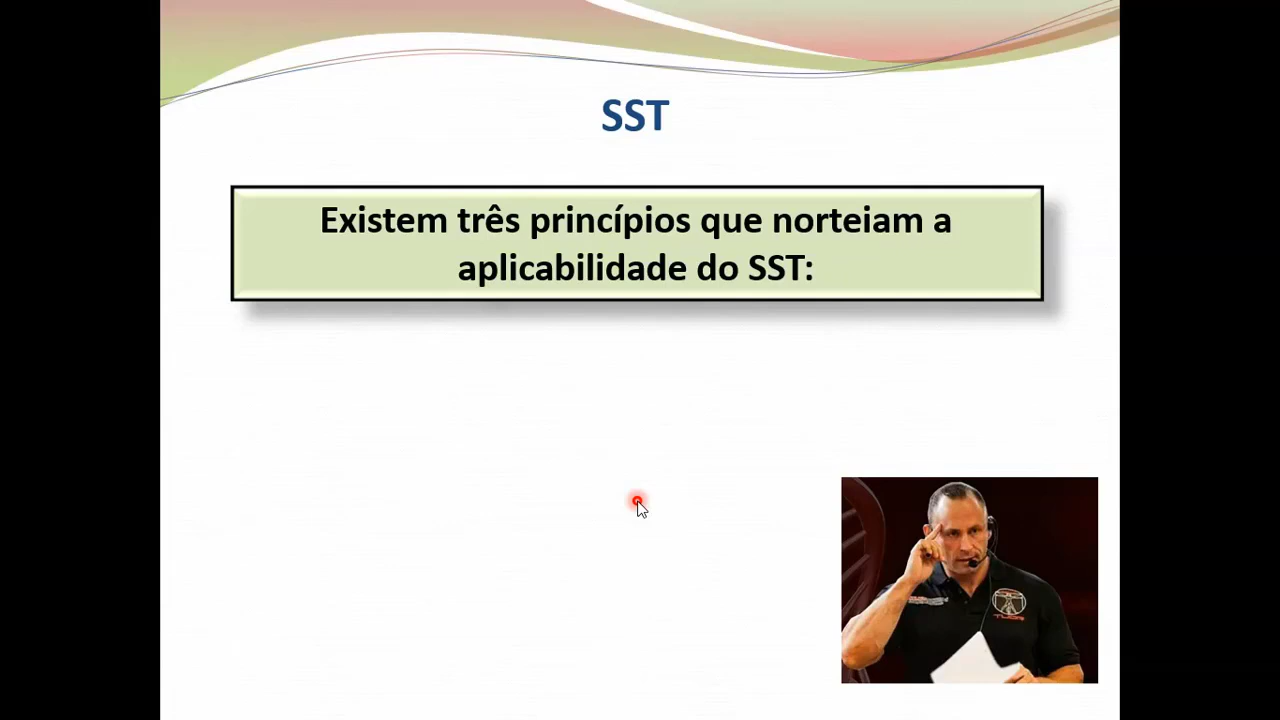 SST
Existem três princípios que norteiam a
aplicabilidade do SST: